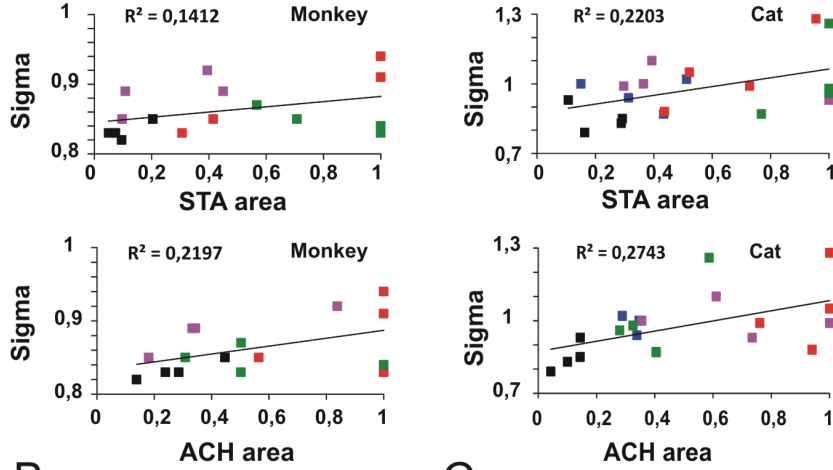 1
R² = 0,1412
Monkey
0,9
0,8
Sigma
0
0,2
0,4
0,6
0,8
1
STA area
1,3
R² = 0,2203
Cat
1
0,7
Sigma
0
0,2
0,4
0,6
0,8
1
STA area
1
R² = 0,2197
Monkey
0,9
0,8
Sigma
0
0,2
0,4
0,6
0,8
1
ACH area
1,3
R² = 0,2743
Cat
1
0,7
Sigma
0
0,2
0,4
0,6
0,8
1
ACH area